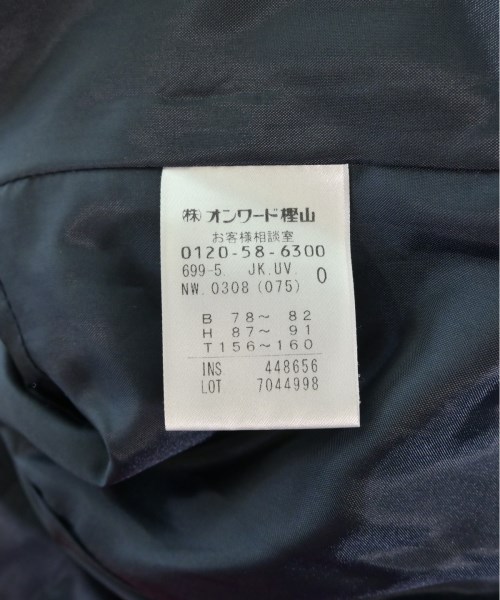 ㈱ オンワード樫山
お客様相談室
0120-58-6300
699-5. JK.UV. 0
NW. 0308 (075)
B 78～ 82
H 87～ 91
T156～160
INS 448656
LOT 7044998